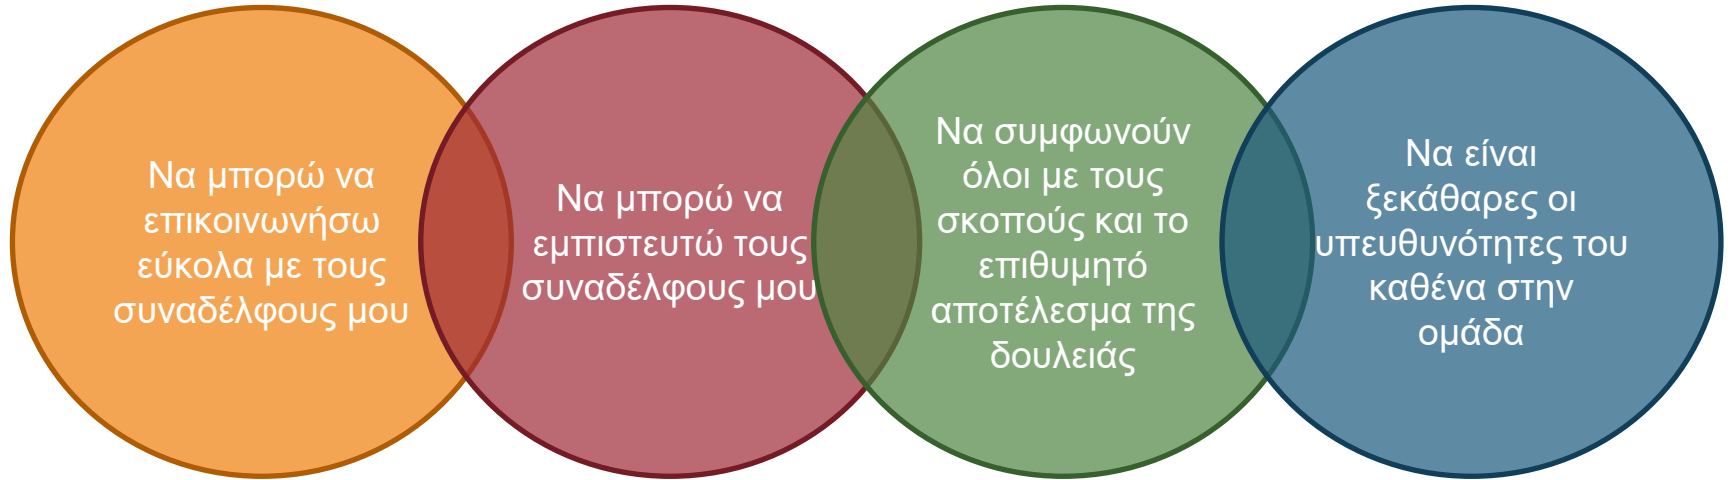 Να μπορώ να
επικοινωνήσω
εύκολα με τους
συναδέλφους μου
Να μπορώ να
εμπιστευτώ τους
συναδέλφους μου
Να συμφωνούν
όλοι με τους
σκοπούς και το
επιθυμητό
αποτέλεσμα της
δουλειάς
Να είναι
ξεκάθαρες οι
υπευθυνότητες του
καθένα στην
ομάδα